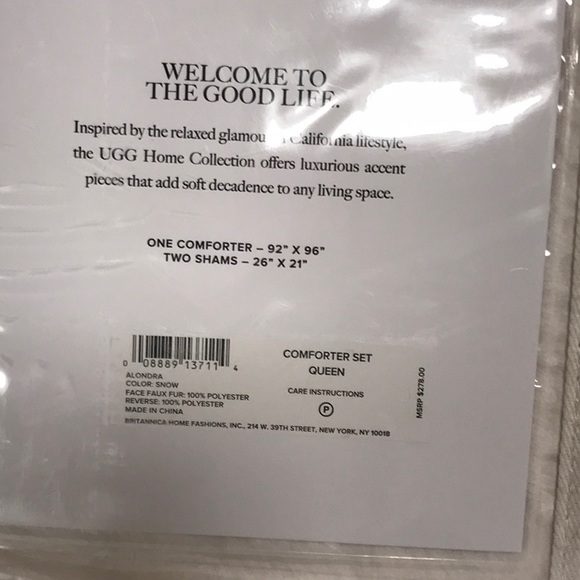 WELCOME TO
THE GOOD LIFE.
Inspired by the relaxed California lifestyle,
the UGG Home Collection offers luxurious accent
pieces that add soft decadence to any living space.
ONE COMFORTER – 92" X 96"
TWO SHAMS – 26" X 21"
0 08889 13711 4
ALONDRA
COLOR: SNOW
FACE FAUX FUR: 100% POLYESTER
REVERSE: 100% POLYESTER
MADE IN CHINA
BRITANNICA HOME FASHIONS, INC., 214 W. 39TH STREET, NEW YORK, NY 10018
COMFORTER SET
QUEEN
CARE INSTRUCTIONS
P
MSRP $278.00